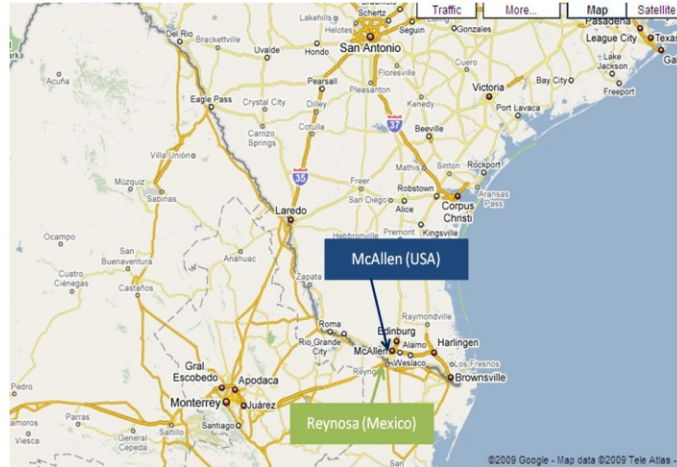 Traffic
More...
Map
Satellite
Schertz
Lakehills
Helotes
Seguin
Gonzales
Pasadena
League City
Texas
Del Rio
Brackettville
Uvalde
Hondo
San Antonio
Lake Jackson
Bay City
Freeport
Floresville
Cuero
Acuña
Pearsall
Pleasanton
Victoria
Eagle Pass
Crystal City
Dilley
Kenedy
Port Lavaca
Carrizo Springs
Cotulla
37
Beeville
Villa Unión
Múzquiz
Sabinas
35
Freer
Mathis
Sinton
Rockport
Robstown
Aransas Pass
Laredo
San Diego
Alice
Corpus Christi
Ocampo
San Buenaventura
Anáhuac
Hebbronville
Falfurrias
Kingsville
Cuatro Ciénegas
Castaños
Zapata
McAllen (USA)
Raymondville
Roma
Rio Grande City
Edinburg
McAllen
Alamo
Harlingen
Weslaco
Los Fresnos
Brownsville
Gral. Escobedo
Apodaca
Monterrey
Juárez
Santiago
Pedro
Parras
Viesca
General Cepeda
Saltillo
Reynosa (Mexico)
©2009 Google - Map data ©2009 Tele Atlas -